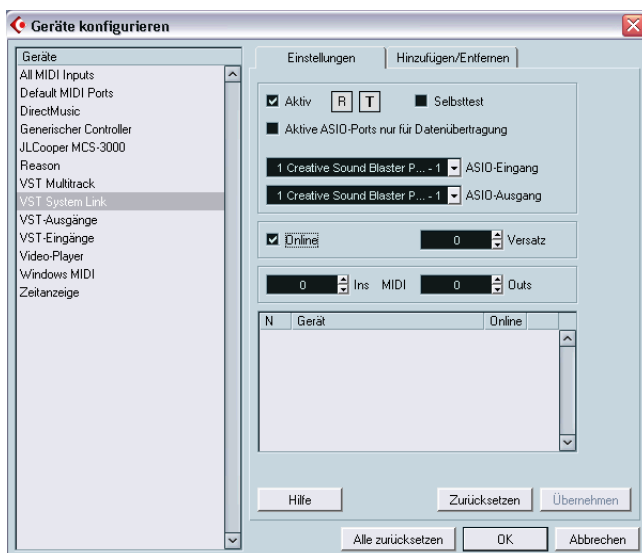 Geräte konfigurieren
Geräte
All MIDI Inputs
Default MIDI Ports
DirectMusic
Generischer Controller
JLCooper MCS-3000
Reason
VST Multitrack
VST System Link
VST-Ausgänge
VST-Eingänge
Video-Player
Windows MIDI
Zeitanzeige
Einstellungen Hinzufügen/Entfernen
Aktiv R T Selbsttest
Aktive ASIO-Ports nur für Datenübertragung
1 Creative Sound Blaster P... - 1 ASIO-Eingang
1 Creative Sound Blaster P... - 1 ASIO-Ausgang
Online 0 Versatz
0 Ins MIDI 0 Outs
N Gerät Online
Hilfe Zurücksetzen Übernehmen
Alle zurücksetzen OK Abbrechen